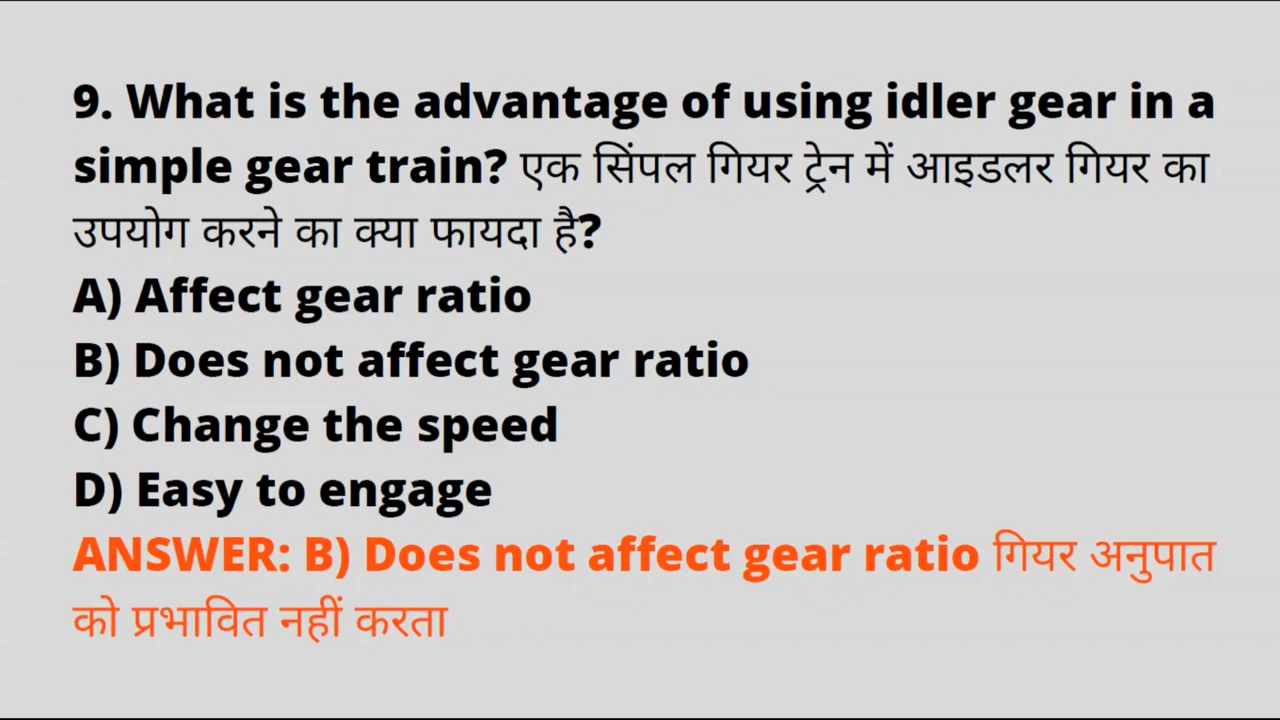 9. What is the advantage of using idler gear in a
simple gear train? एक सिंपल गियर ट्रेन में आइडलर गियर का
उपयोग करने का क्या फायदा है?
A) Affect gear ratio
B) Does not affect gear ratio
C) Change the speed
D) Easy to engage
ANSWER: B) Does not affect gear ratio गियर अनुपात
को प्रभावित नहीं करता